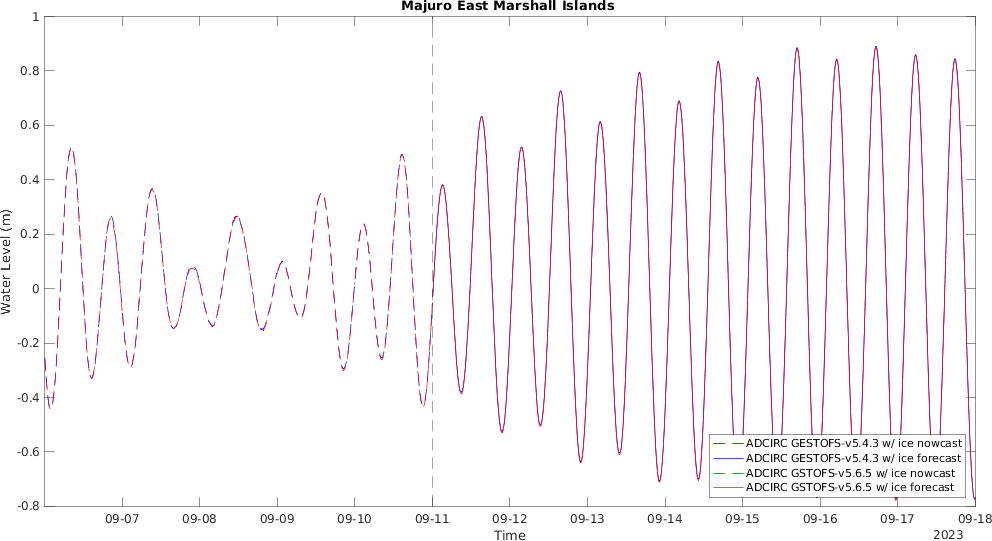 Majuro East Marshall Islands
1
0.8
0.6
0.4
0.2
0
-0.2
-0.4
-0.6
-0.8
Water Level (m)
ADCIRC GESTOFS-v5.4.3 w/ ice nowcast
ADCIRC GESTOFS-v5.4.3 w/ ice forecast
ADCIRC GSTOFS-v5.6.5 w/ ice nowcast
ADCIRC GSTOFS-v5.6.5 w/ ice forecast
09-07 09-08 09-09 09-10 09-11 09-12 09-13 09-14 09-15 09-16 09-17 09-18
Time
2023